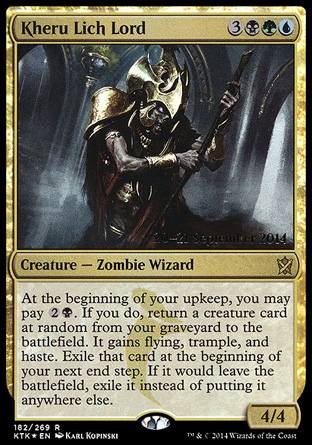 Kheru Lich Lord 3
20–21 September 2014
Creature — Zombie Wizard
At the beginning of your upkeep, you may
pay 2. If you do, return a creature card
at random from your graveyard to the
battlefield. It gains flying, trample, and
haste. Exile that card at the beginning of
your next end step. If it would leave the
battlefield, exile it instead of putting it
anywhere else.
4/4
182/269 R
KTK • EN KARL KOPINSKI
™ & © 2014 Wizards of the Coast